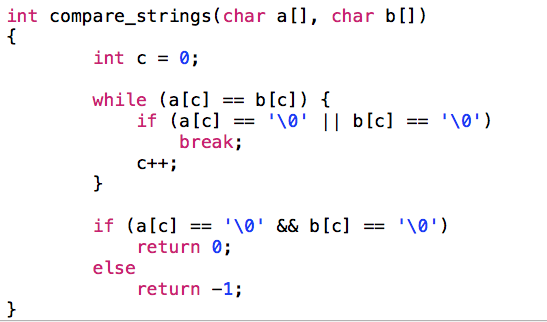 int compare_strings(char a[], char b[])
{
int c = 0;
while (a[c] == b[c]) {
if (a[c] == '\0' || b[c] == '\0')
break;
c++;
}
if (a[c] == '\0' && b[c] == '\0')
return 0;
else
return -1;
}